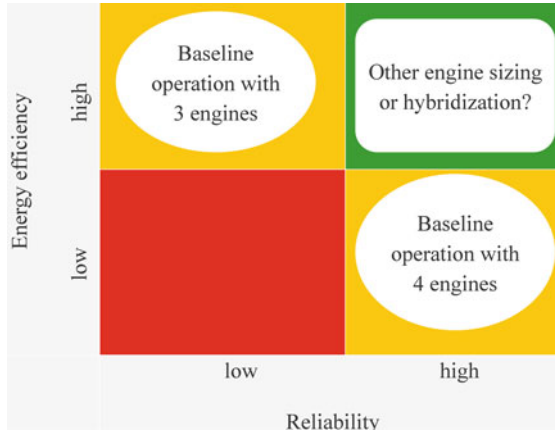 Energy efficiency
high
low
Baseline
operation with
3 engines
Other engine sizing
or hybridization?
Baseline
operation with
4 engines
low
high
Reliability